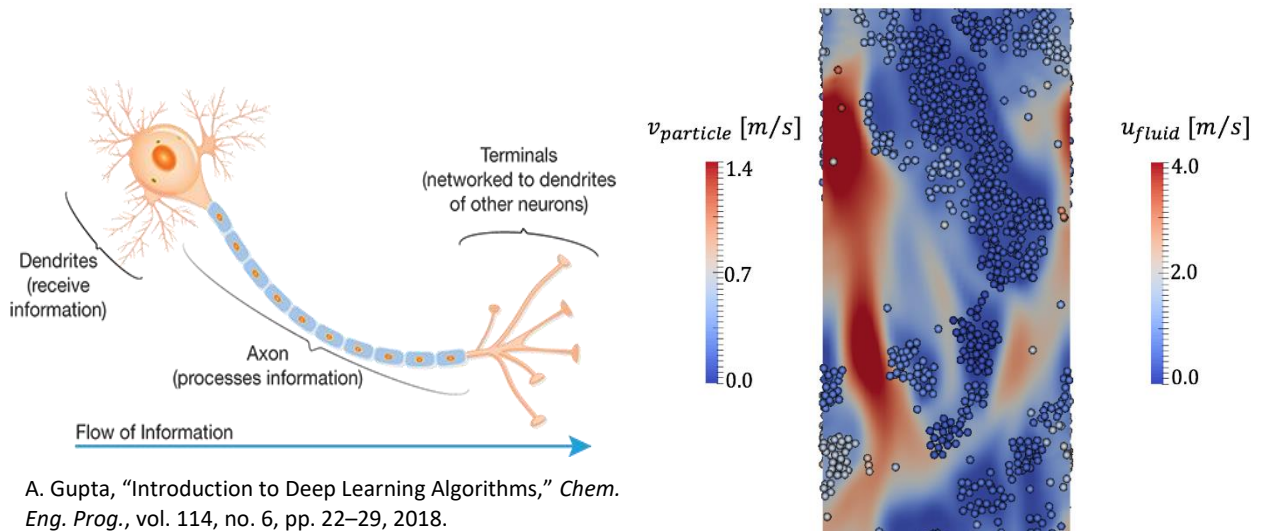 Dendrites
(receive
information)
Axon
(processes information)
Terminals
(networked to dendrites
of other neurons)
Flow of Information
A. Gupta, “Introduction to Deep Learning Algorithms,” Chem.
Eng. Prog., vol. 114, no. 6, pp. 22–29, 2018.
v_particle [m/s]
1.4
0.7
0.0
u_fluid [m/s]
4.0
2.0
0.0